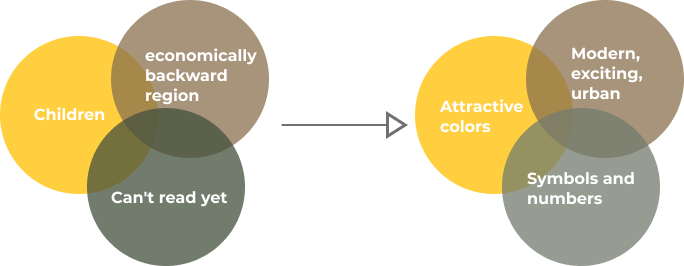 Children
economically
backward
region
Can't read yet
Attractive
colors
Modern,
exciting,
urban
Symbols and
numbers